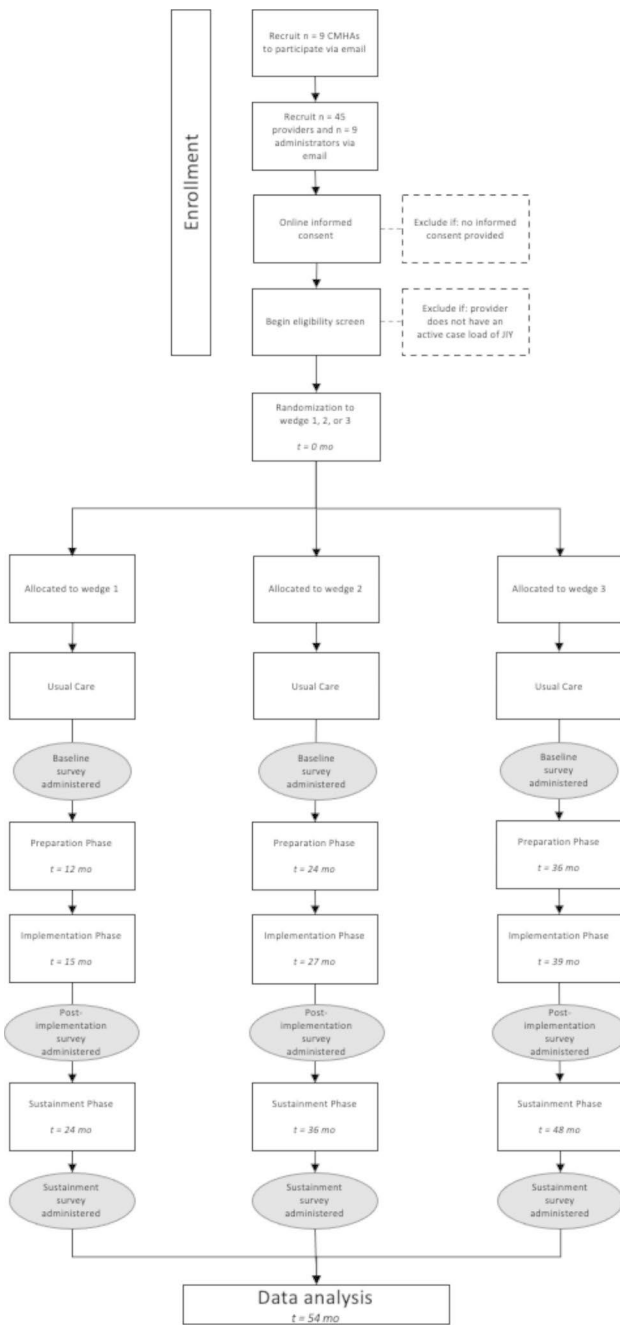 Enrollment
Recruit n = 9 CMHAs
to participate via email
Recruit n = 45
providers and n = 9
administrators via
email
Online informed
consent
Exclude if: no informed
consent provided
Begin eligibility screen
Exclude if: provider
does not have an
active case load of JIY
Randomization to
wedge 1, 2, or 3
t = 0 mo
Allocated to wedge 1
Allocated to wedge 2
Allocated to wedge 3
Usual Care
Usual Care
Usual Care
Baseline
survey
administered
Baseline
survey
administered
Baseline
survey
administered
Preparation Phase
t = 12 mo
Preparation Phase
t = 24 mo
Preparation Phase
t = 36 mo
Implementation Phase
t = 15 mo
Implementation Phase
t = 27 mo
Implementation Phase
t = 39 mo
Post-
implementation
survey
administered
Post-
implementation
survey
administered
Post-
implementation
survey
administered
Sustainment Phase
t = 24 mo
Sustainment Phase
t = 36 mo
Sustainment Phase
t = 48 mo
Sustainment
survey
administered
Sustainment
survey
administered
Sustainment
survey
administered
Data analysis
t = 54 mo